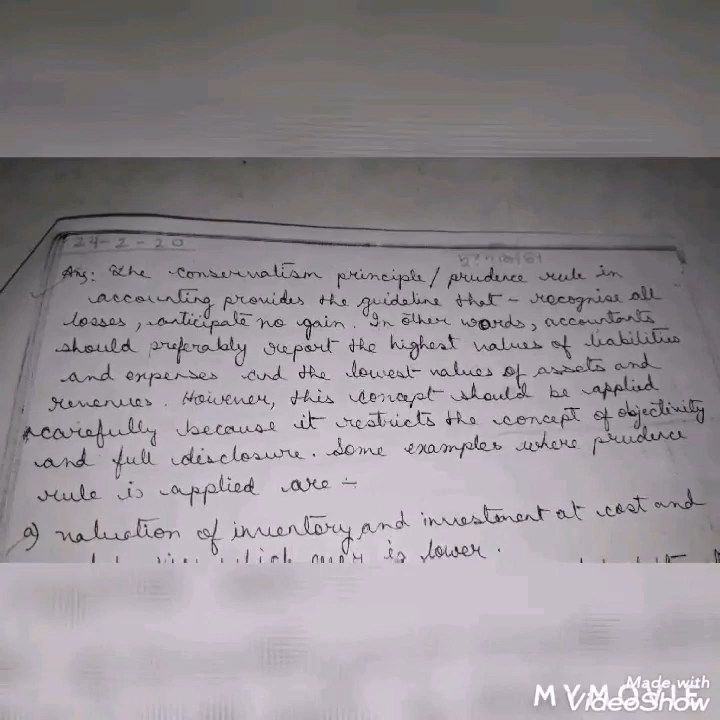 24-2-20
Ans: The conservatism principle/prudence rule in
accounting provides the guideline that - recognise all
losses, anticipate no gain. In other words, accountants
should preferably report the highest values of liabilities
and expenses and the lowest values of assets and
revenues. However, this concept should be applied
carefully because it restricts the concept of objectivity
and full disclosure. Some examples where prudence
rule is applied are :-
a) valuation of inventory and investment at cost and
is lower.
Made with
MYMOVIE
VideoShow